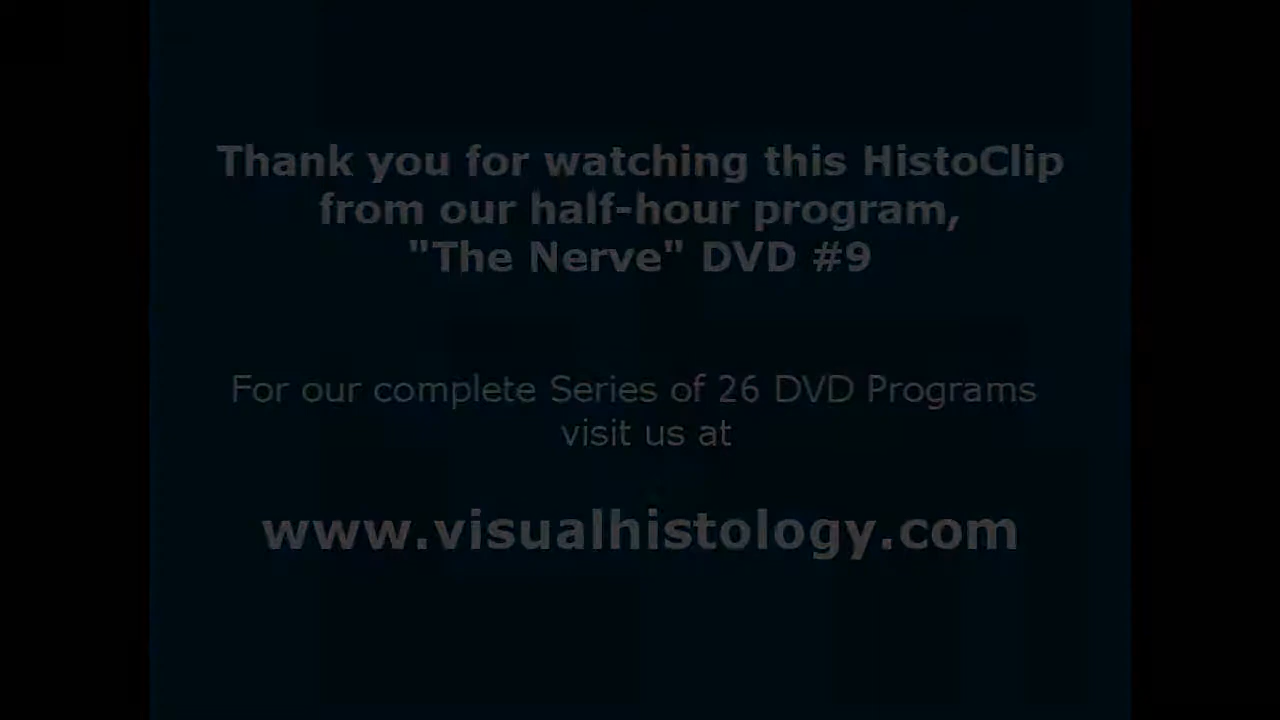 Thank you for watching this HistoClip
from our half-hour program,
"The Nerve" DVD #9
For our complete Series of 26 DVD Programs
visit us at
www.visualhistology.com